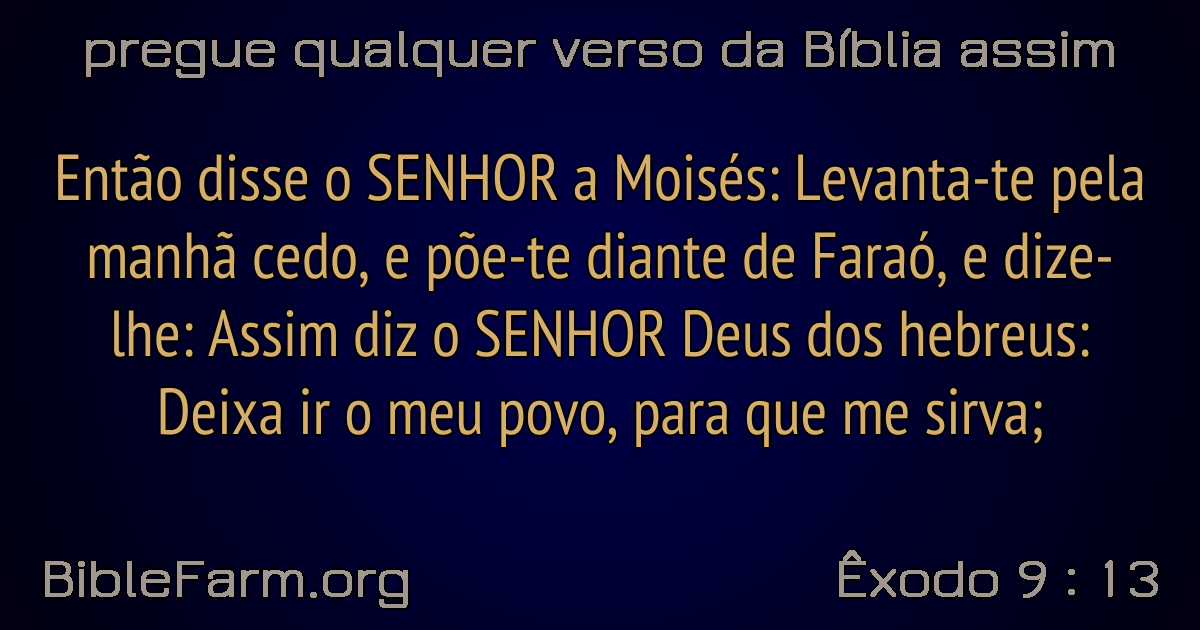 pregue qualquer verso da Bíblia assim
Então disse o SENHOR a Moisés: Levanta-te pela
manhã cedo, e põe-te diante de Faraó, e dize-
lhe: Assim diz o SENHOR Deus dos hebreus:
Deixa ir o meu povo, para que me sirva;
BibleFarm.org
Êxodo 9 : 13